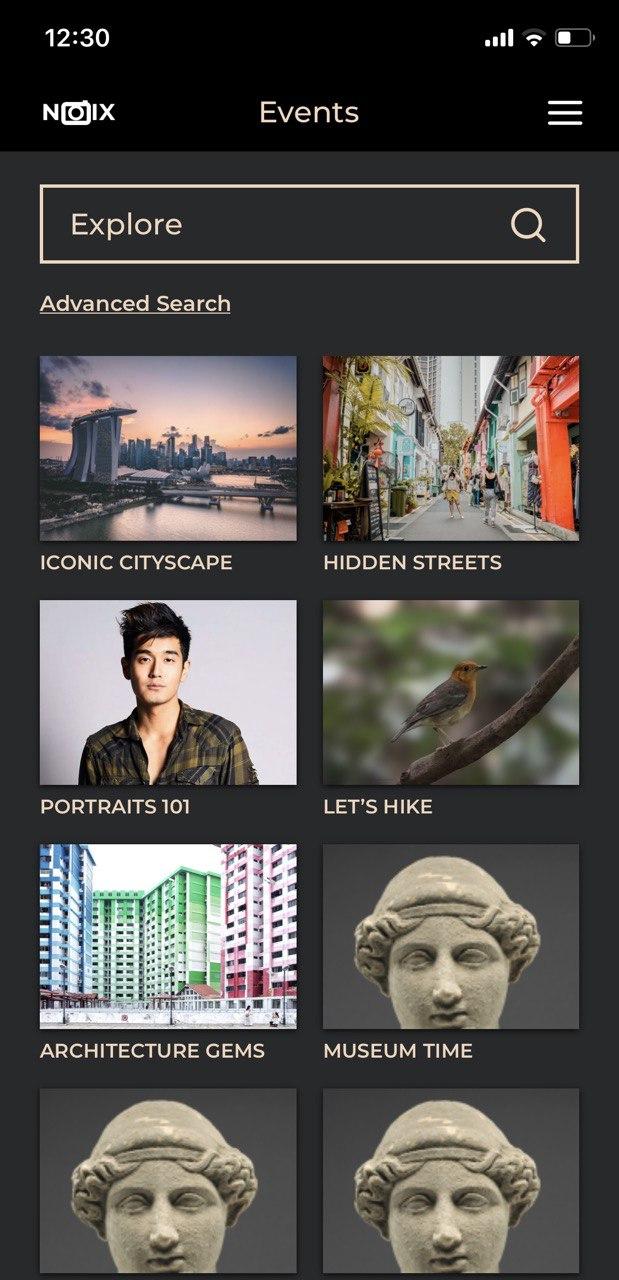 12:30
NOIX
Events
Explore
Advanced Search
ICONIC CITYSCAPE
HIDDEN STREETS
PORTRAITS 101
LET’S HIKE
ARCHITECTURE GEMS
MUSEUM TIME